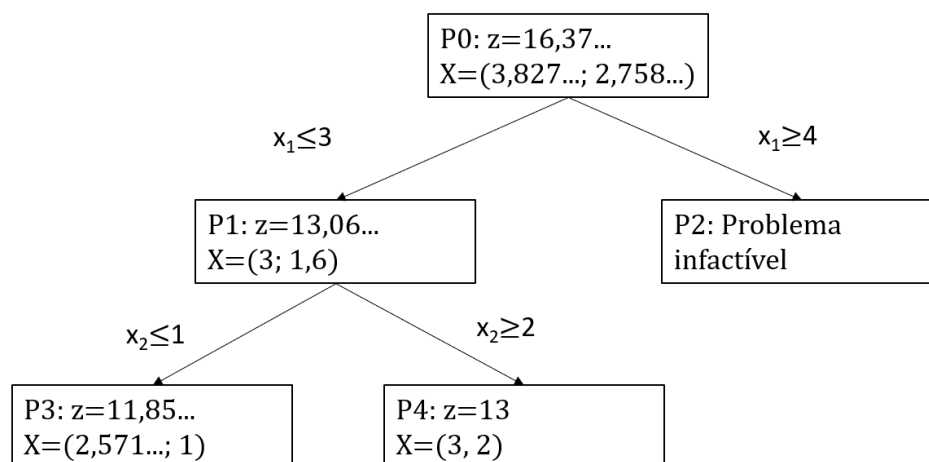 P0: z=16,37...
X=(3,827...; 2,758...)
x₁≤3
x₁≥4
P1: z=13,06...
X=(3; 1,6)
P2: Problema
infactível
x₂≤1
x₂≥2
P3: z=11,85...
X=(2,571...; 1)
P4: z=13
X=(3, 2)